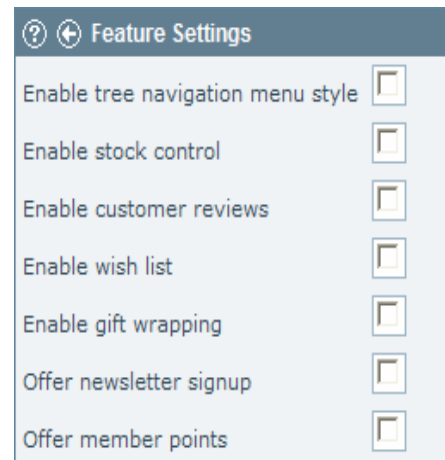 Feature Settings
Enable tree navigation menu style
Enable stock control
Enable customer reviews
Enable wish list
Enable gift wrapping
Offer newsletter signup
Offer member points